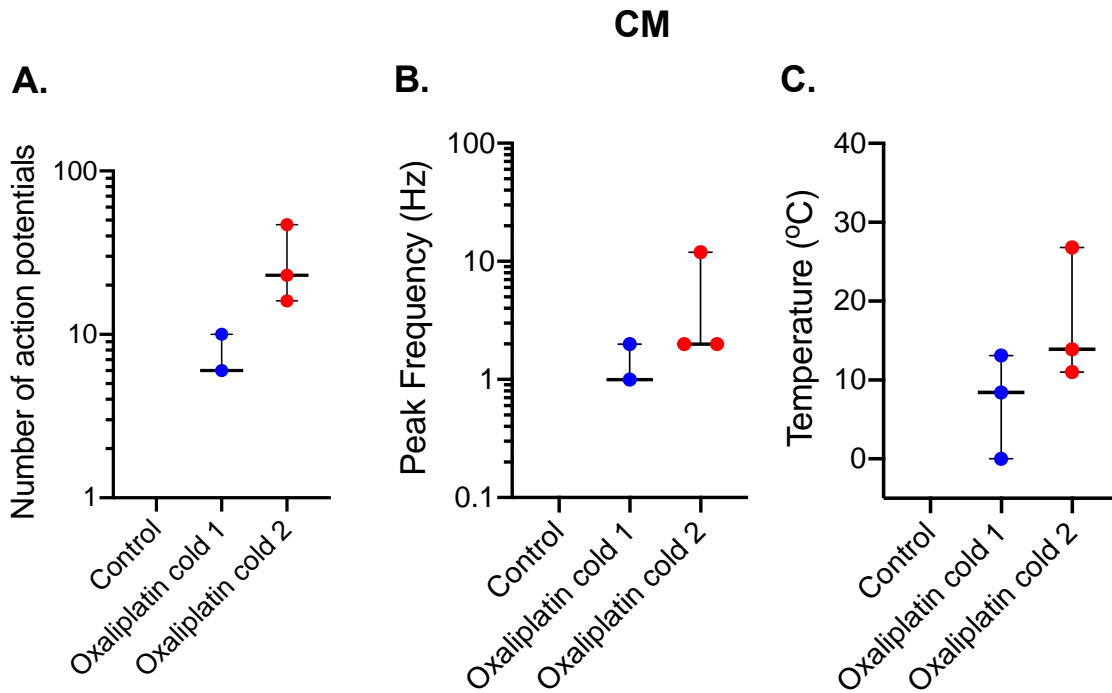 CM
A.
Number of action potentials
100
10
1
Control
Oxaliplatin cold 1
Oxaliplatin cold 2
B.
Peak Frequency (Hz)
100
10
1
0.1
Control
Oxaliplatin cold 1
Oxaliplatin cold 2
C.
Temperature (ºC)
40
30
20
10
0
Control
Oxaliplatin cold 1
Oxaliplatin cold 2